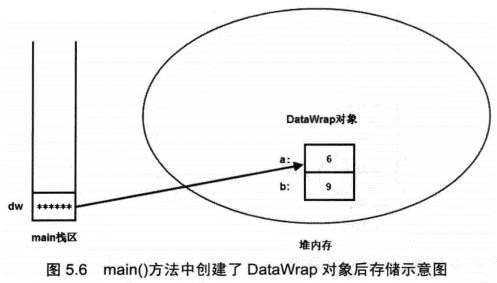 DataWrap对象
a: 6
b: 9
dw ******
main栈区
堆内存
图 5.6 main()方法中创建了 DataWrap 对象后存储示意图